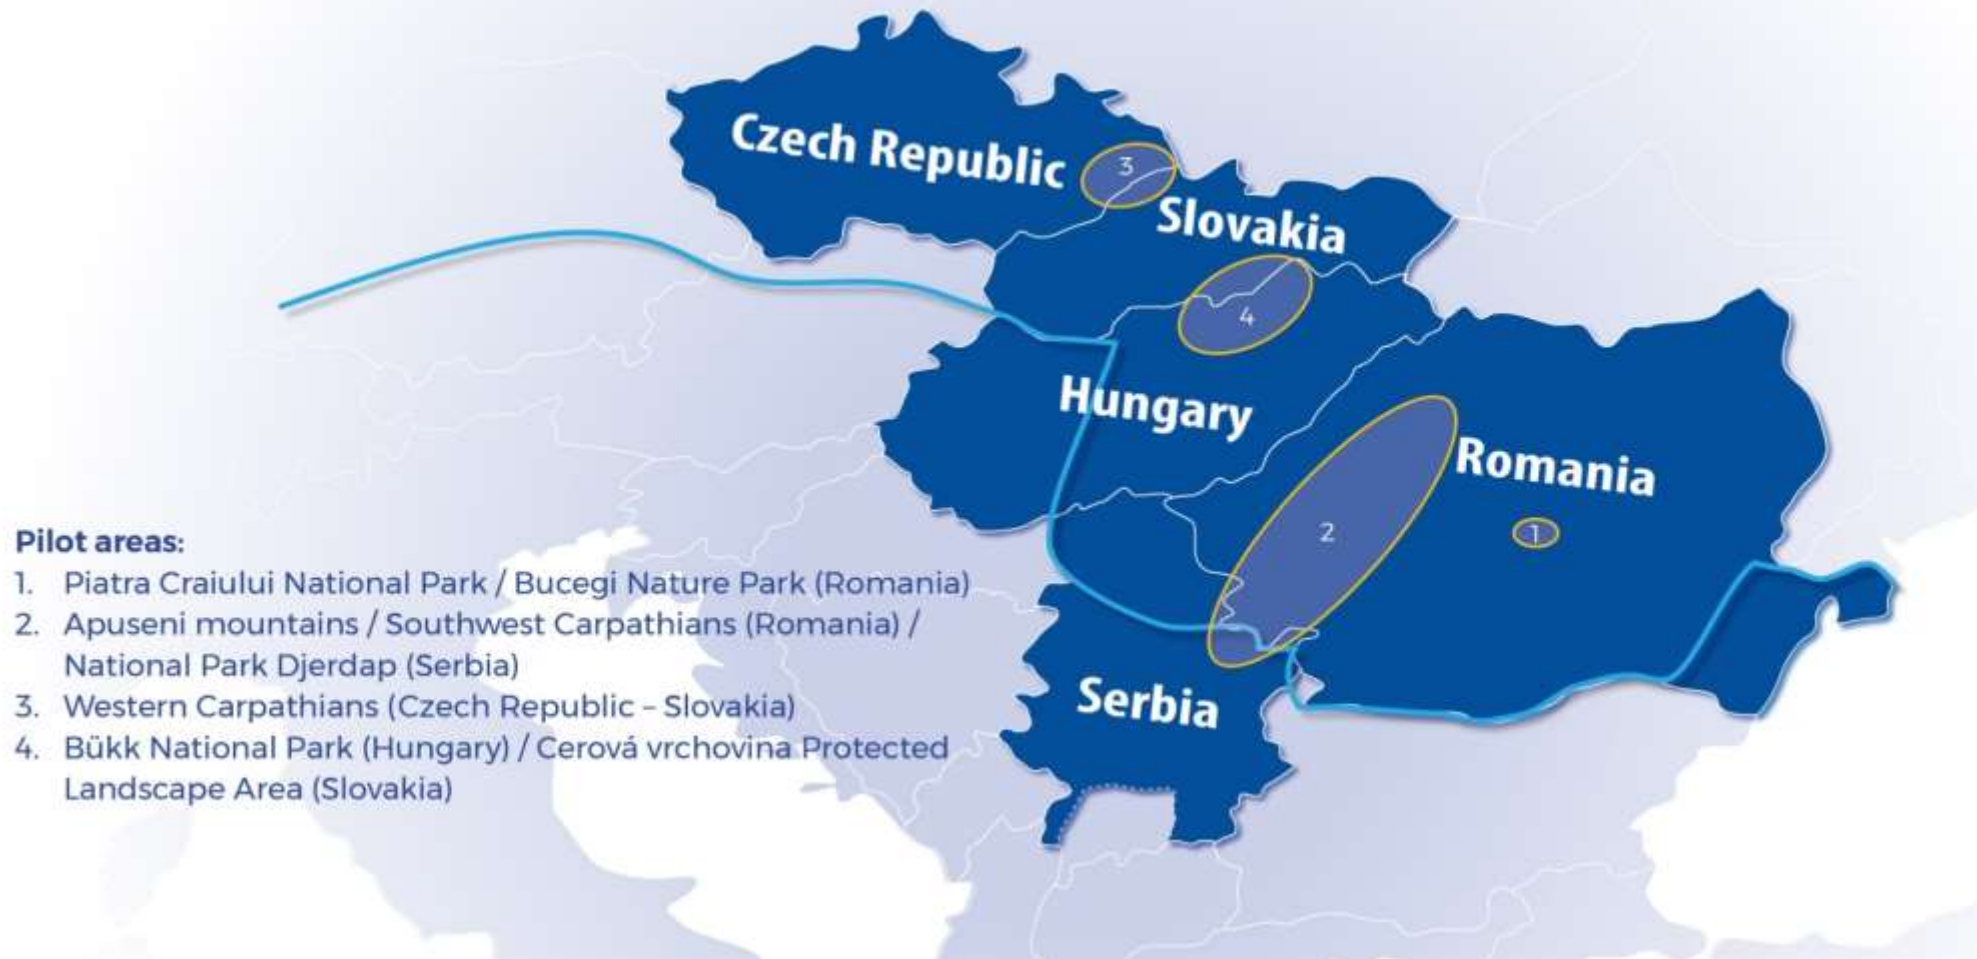 Czech Republic
3
Slovakia
4
Hungary
Romania
2
1
Serbia
Pilot areas:
1. Piatra Craiului National Park / Bucegi Nature Park (Romania)
2. Apuseni mountains / Southwest Carpathians (Romania) /
National Park Djerdap (Serbia)
3. Western Carpathians (Czech Republic – Slovakia)
4. Bükk National Park (Hungary) / Cerová vrchovina Protected
Landscape Area (Slovakia)